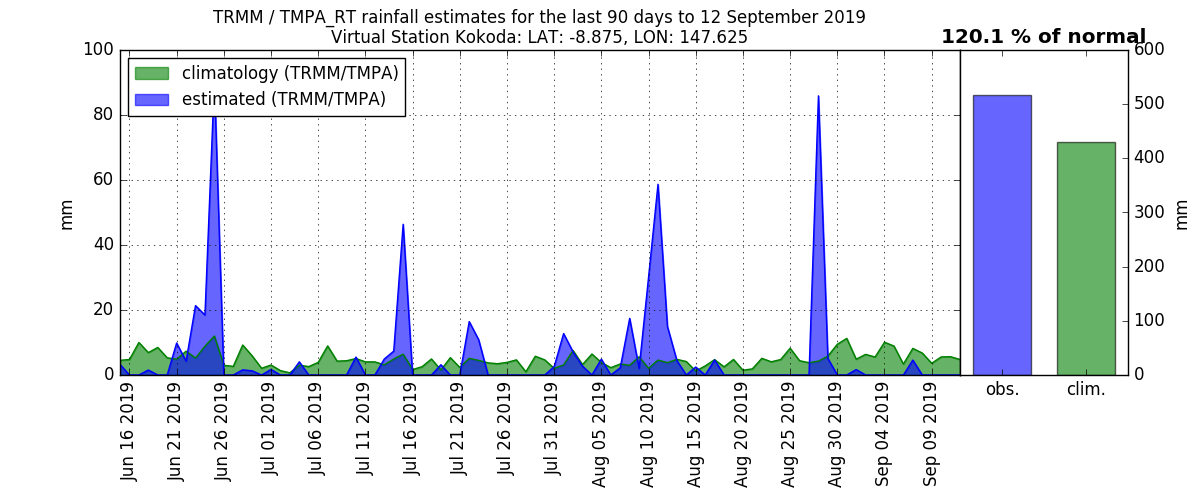 TRMM / TMPA_RT rainfall estimates for the last 90 days to 12 September 2019
Virtual Station Kokoda: LAT: -8.875, LON: 147.625
120.1 % of normal
climatology (TRMM/TMPA)
estimated (TRMM/TMPA)
100
80
60
40
20
0
mm
Jun 16 2019
Jun 21 2019
Jun 26 2019
Jul 01 2019
Jul 06 2019
Jul 11 2019
Jul 16 2019
Jul 21 2019
Jul 26 2019
Jul 31 2019
Aug 05 2019
Aug 10 2019
Aug 15 2019
Aug 20 2019
Aug 25 2019
Aug 30 2019
Sep 04 2019
Sep 09 2019
600
500
400
300
200
100
0
mm
obs.
clim.